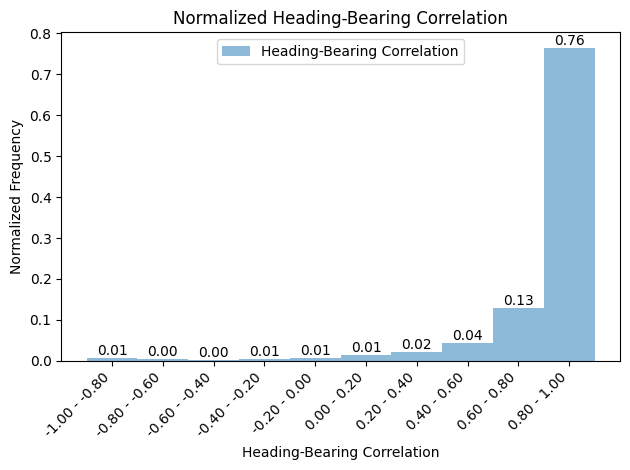 Normalized Heading-Bearing Correlation
Heading-Bearing Correlation
0.8
0.7
0.6
0.5
0.4
0.3
0.2
0.1
0.0
Normalized Frequency
0.01
0.00
0.00
0.01
0.01
0.01
0.02
0.04
0.13
0.76
-1.00 - -0.80
-0.80 - -0.60
-0.60 - -0.40
-0.40 - -0.20
-0.20 - 0.00
0.00 - 0.20
0.20 - 0.40
0.40 - 0.60
0.60 - 0.80
0.80 - 1.00
Heading-Bearing Correlation